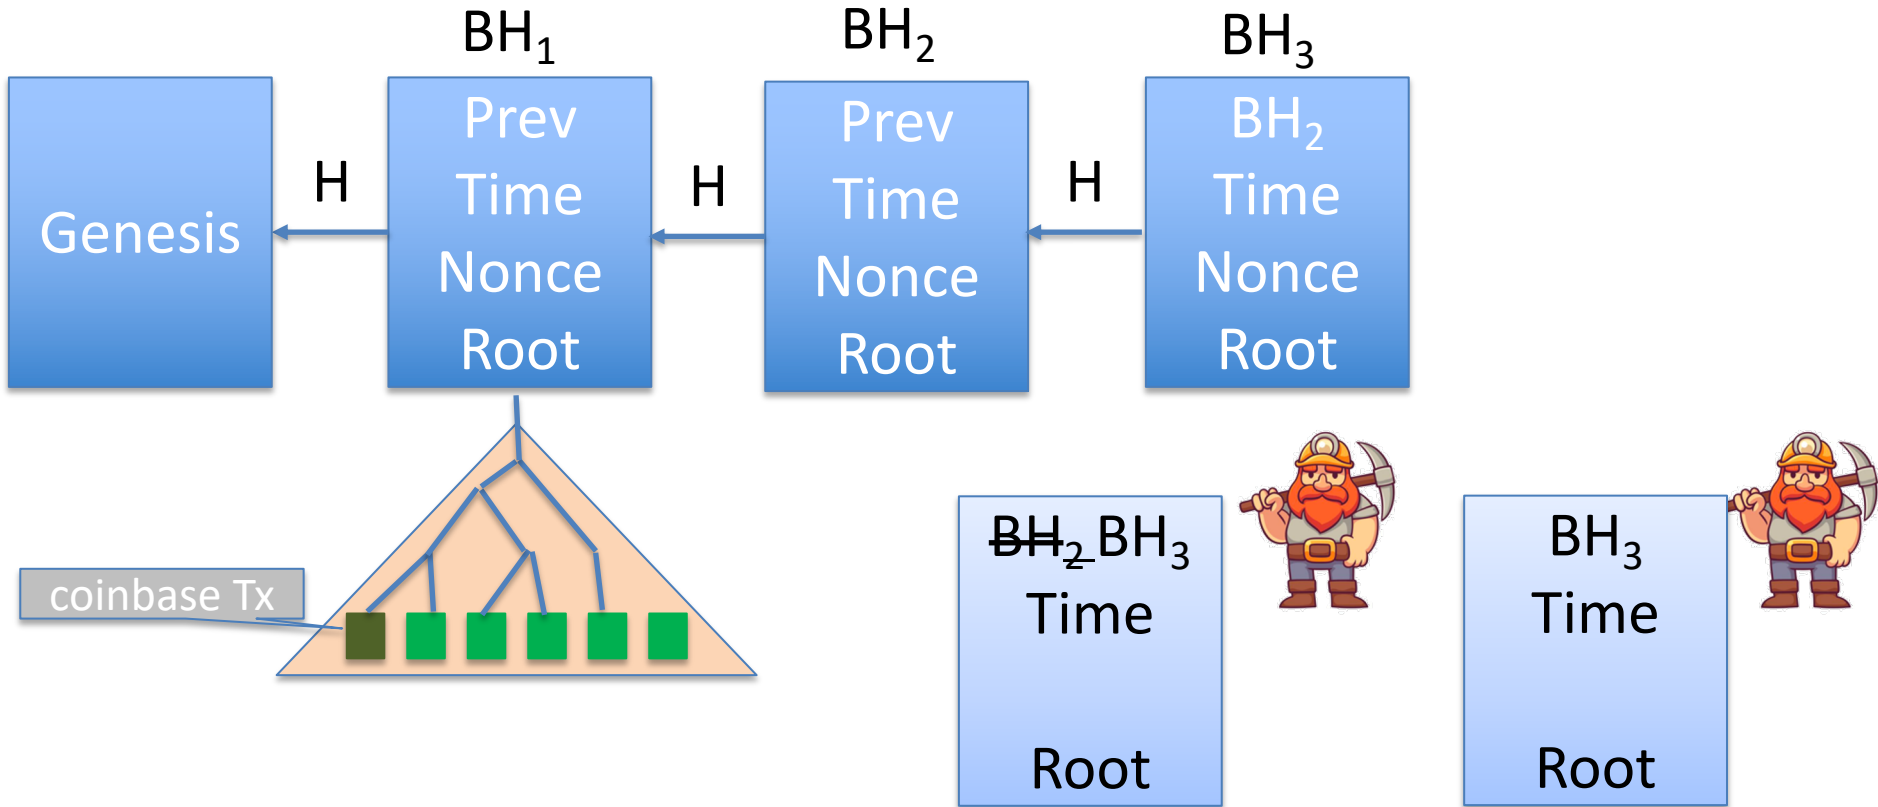 BH₁
BH₂
BH₃
Genesis
H
Prev
Time
Nonce
Root
H
Prev
Time
Nonce
Root
H
BH₂
Time
Nonce
Root
coinbase Tx
BH₂ BH₃
Time
Root
BH₃
Time
Root